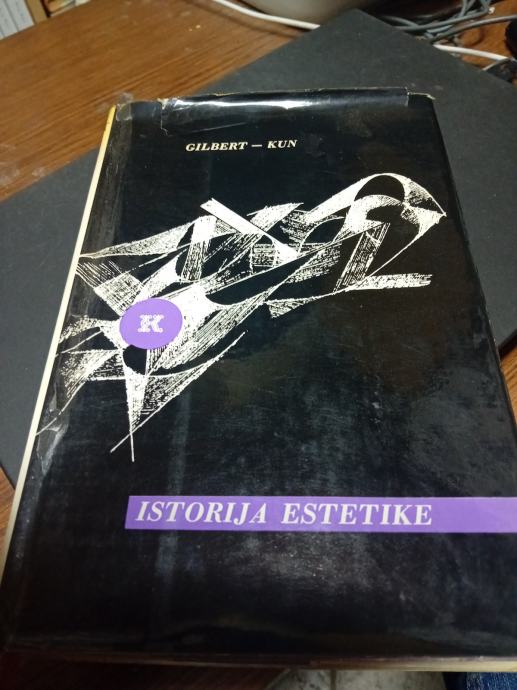 GILBERT — KUN
K
ISTORIJA ESTETIKE